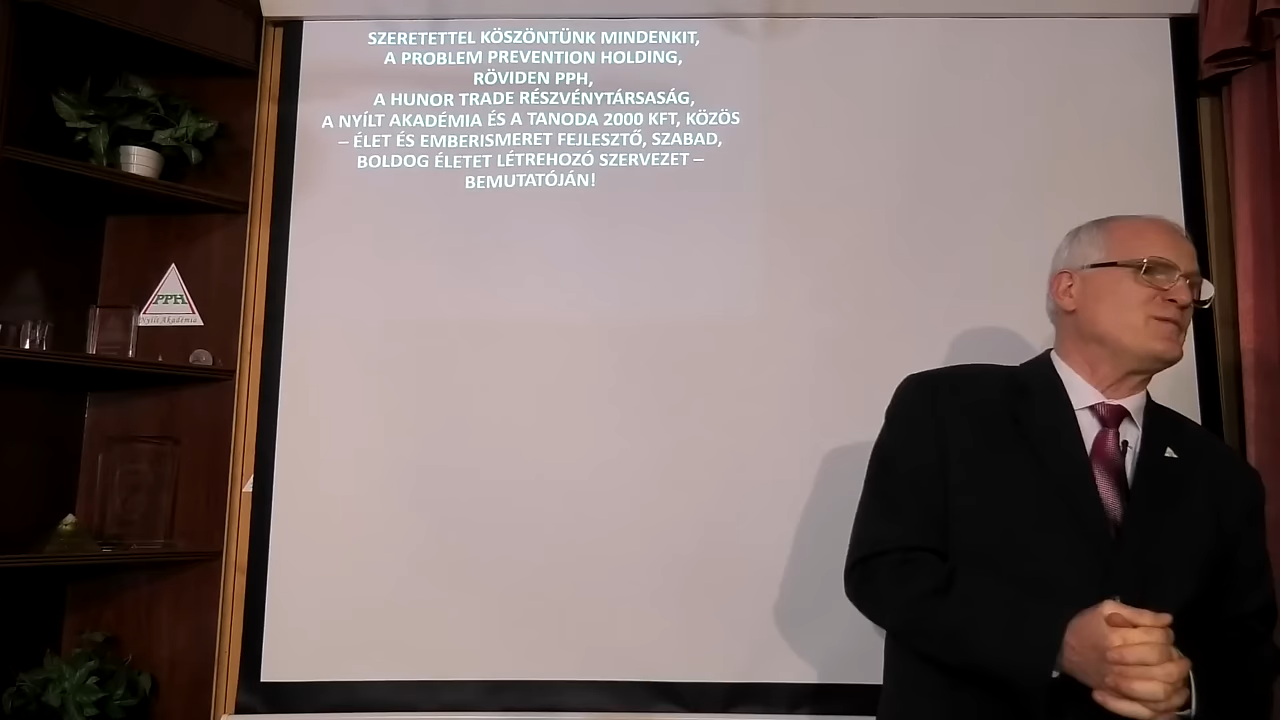 SZERETETTEL KÖSZÖNTÜNK MINDENKIT,
A PROBLEM PREVENTION HOLDING,
RÖVIDEN PPH,
A HUNOR TRADE RÉSZVÉNYTÁRSASÁG,
A NYÍLT AKADÉMIA ÉS A TANODA 2000 KFT, KÖZÖS
– ÉLET ÉS EMBERISMERET FEJLESZTŐ, SZABAD,
BOLDOG ÉLETET LÉTREHOZÓ SZERVEZET –
BEMUTATÓJÁN!
PPH
Nyílt Akadémia